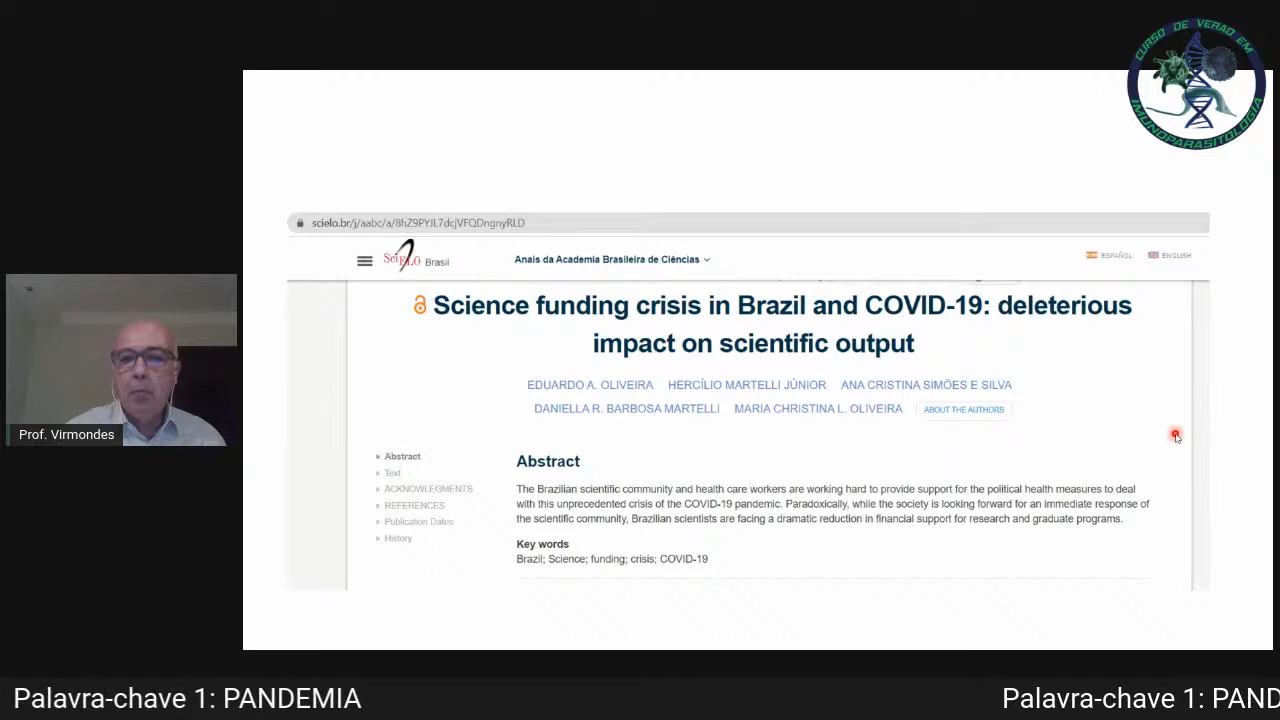 CURSO DE VERÃO EM
IMUNOPARASITOLOGIA
scielo.br/j/aabc/a/8hZ9PYJL7dcjVFQDngnyRLD
SciELO Brasil
Anais da Academia Brasileira de Ciências
ESPAÑOL
ENGLISH
Science funding crisis in Brazil and COVID-19: deleterious
impact on scientific output
EDUARDO A. OLIVEIRA HERCÍLIO MARTELLI JÚNIOR ANA CRISTINA SIMÕES E SILVA
DANIELLA R. BARBOSA MARTELLI MARIA CHRISTINA L. OLIVEIRA ABOUT THE AUTHORS
Prof. Virmondes
» Abstract
» Text
» ACKNOWLEGMENTS
» REFERENCES
» Publication Dates
» History
Abstract
The Brazilian scientific community and health care workers are working hard to provide support for the political health measures to deal
with this unprecedented crisis of the COVID-19 pandemic. Paradoxically, while the society is looking forward for an immediate response of
the scientific community, Brazilian scientists are facing a dramatic reduction in financial support for research and graduate programs.
Key words
Brazil; Science; funding; crisis; COVID-19
Palavra-chave 1: PANDEMIA
Palavra-chave 1: PAND